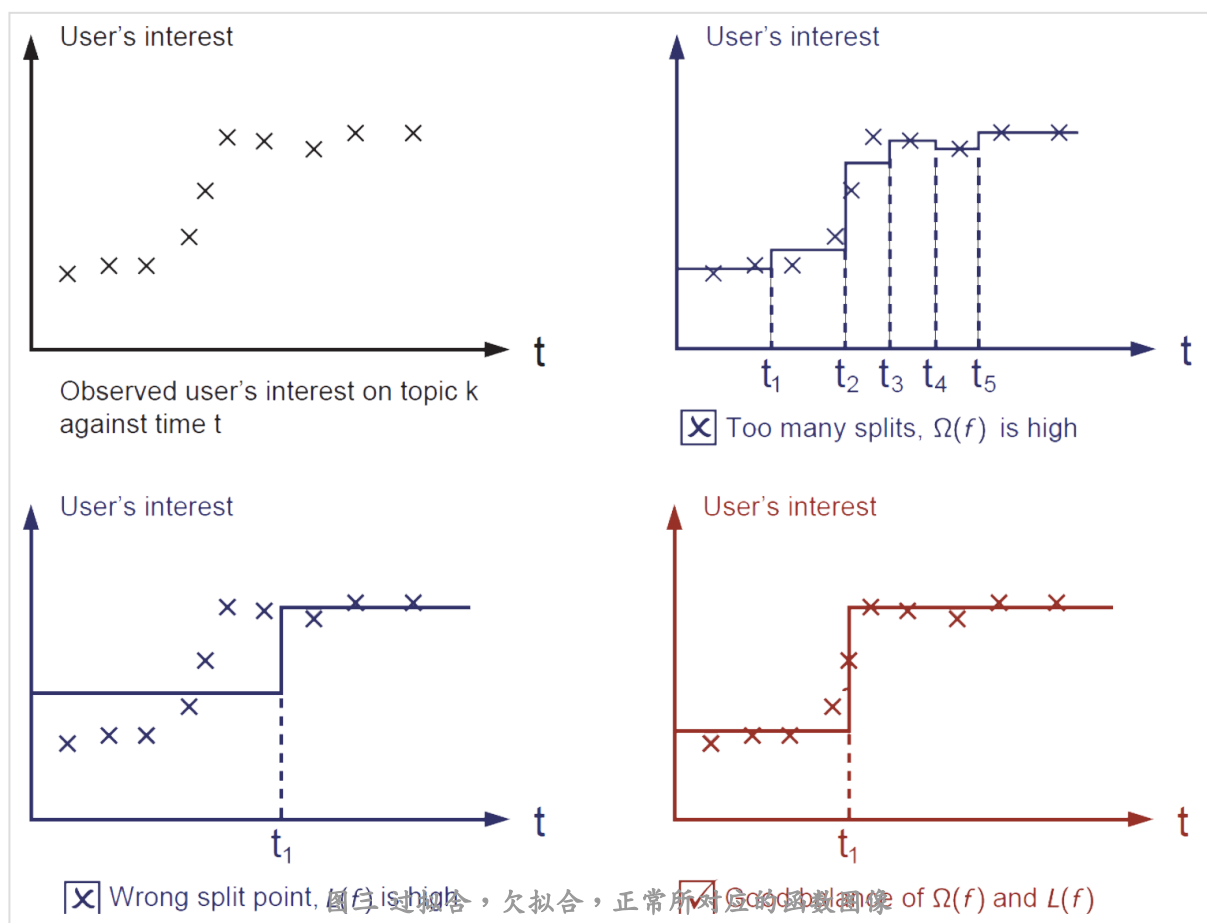 User's interest
t
Observed user's interest on topic k
against time t
User's interest
t
t₁ t₂ t₃ t₄ t₅
Too many splits, Ω(f) is high
User's interest
t
t₁
Wrong split point, L(f) is high
User's interest
t
t₁
Good balance of Ω(f) and L(f)
图三 过拟合，欠拟合，正常所对应的函数图像